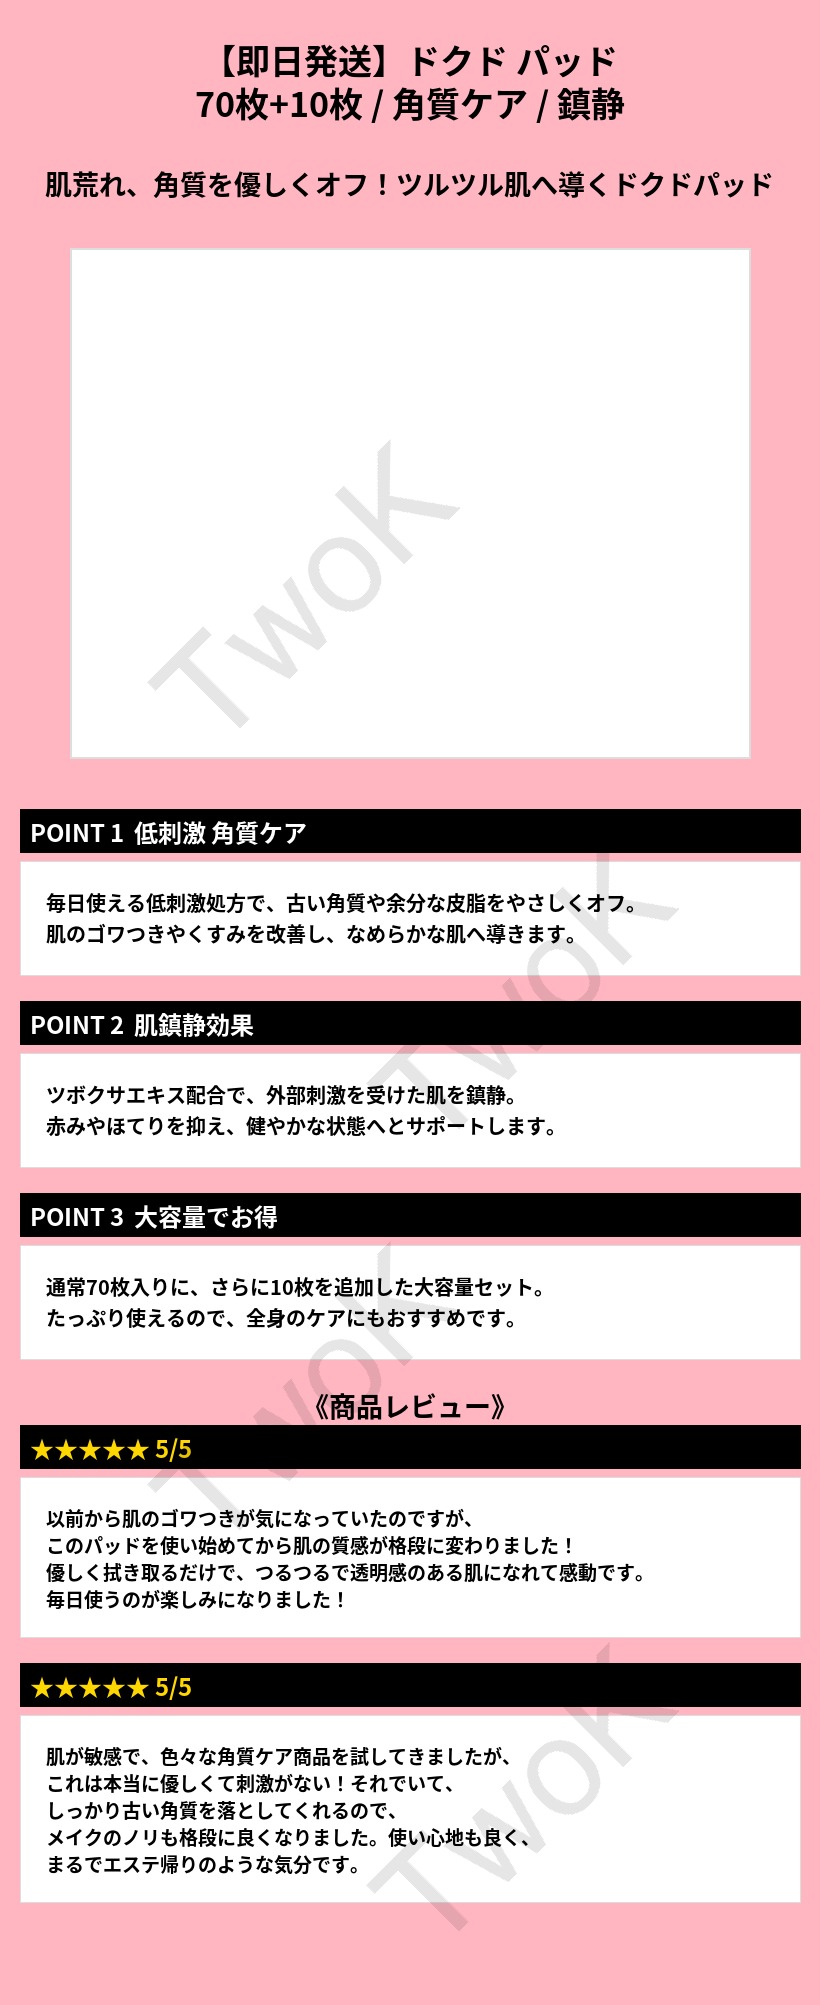 【即日発送】ドクド パッド
70枚+10枚 / 角質ケア / 鎮静
肌荒れ、角質を優しくオフ！ツルツル肌へ導くドクドパッド
TwoK
POINT 1 低刺激 角質ケア
毎日使える低刺激処方で、古い角質や余分な皮脂をやさしくオフ。
肌のゴワつきやくすみを改善し、なめらかな肌へ導きます。
TwoK
POINT 2 肌鎮静効果
ツボクサエキス配合で、外部刺激を受けた肌を鎮静。
赤みやほてりを抑え、健やかな状態へとサポートします。
POINT 3 大容量でお得
通常70枚入りに、さらに10枚を追加した大容量セット。
たっぷり使えるので、全身のケアにもおすすめです。
TwoK
《商品レビュー》
★★★★★ 5/5
以前から肌のゴワつきが気になっていたのですが、
このパッドを使い始めてから肌の質感が格段に変わりました！
優しく拭き取るだけで、つるつるで透明感のある肌になれて感動です。
毎日使うのが楽しみになりました！
★★★★★ 5/5
肌が敏感で、色々な角質ケア商品を試してきましたが、
これは本当に優しくて刺激がない！それでいて、
しっかり古い角質を落としてくれるので、
メイクのノリも格段に良くなりました。使い心地も良く、
まるでエステ帰りのような気分です。
TwoK